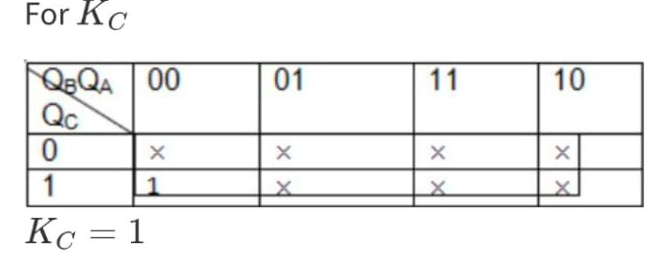 For K_C
Q_BQ_A 00 01 11 10
Q_C
0 × × × ×
1 1 × × ×
K_C = 1